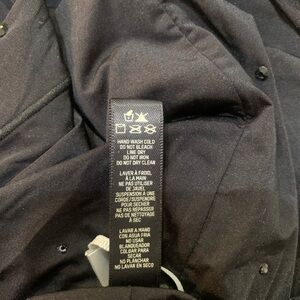 HAND WASH COLD
DO NOT BLEACH
LINE DRY
DO NOT IRON
DO NOT DRY CLEAN
LAVER À FROID,
À LA MAIN
NE PAS UTILISER
DE JAVEL
SUSPENSION À UNE
CORDE/SUSPENDRE
POUR SÉCHER
NE PAS REPASSER
PAS DE NETTOYAGE
À SEC
LAVAR A MANO
CON AGUA FRIA
NO USAR
BLANQUEADOR
COLGAR PARA
SECAR
NO PLANCHAR
NO LAVAR EN SECO